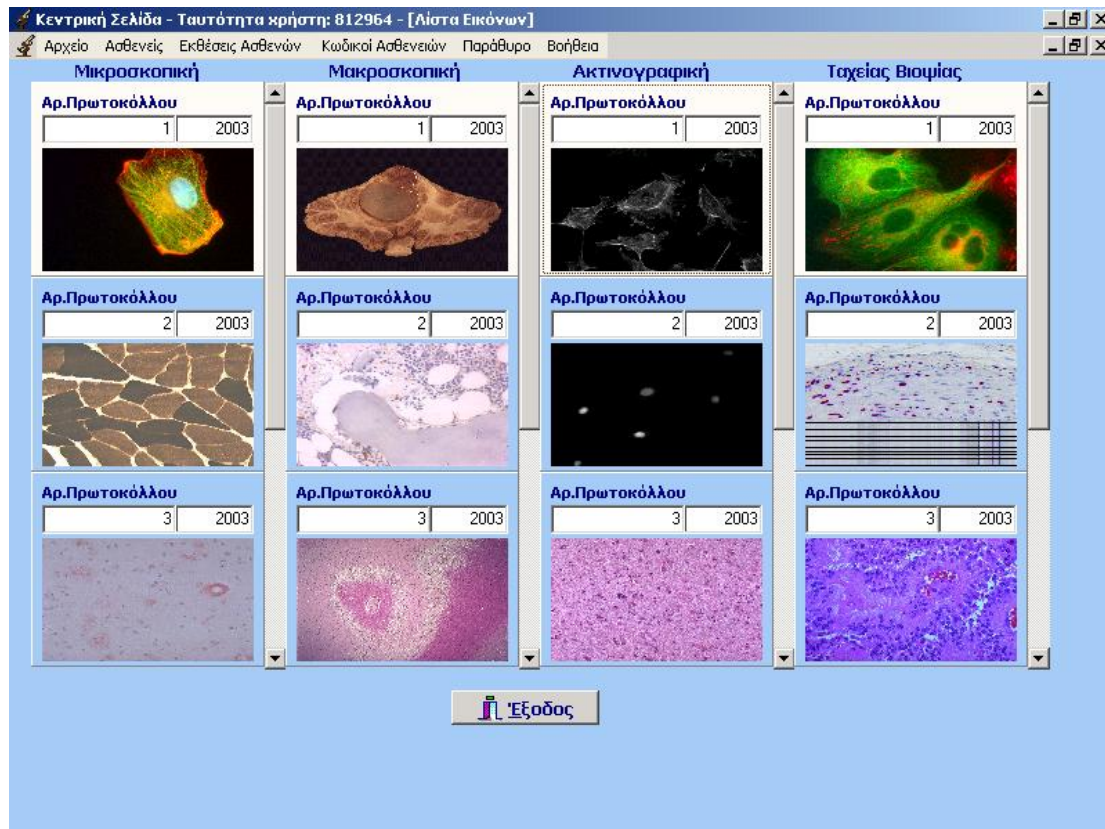 Κεντρική Σελίδα - Ταυτότητα χρήστη: 812964 - [Λίστα Εικόνων]
Αρχείο Ασθενείς Εκθέσεις Ασθενών Κωδικοί Ασθενειών Παράθυρο Βοήθεια
Μικροσκοπική Μακροσκοπική Ακτινογραφική Ταχείας Βιοψίας
Αρ.Πρωτοκόλλου Αρ.Πρωτοκόλλου Αρ.Πρωτοκόλλου Αρ.Πρωτοκόλλου
1 2003 1 2003 1 2003 1 2003
Αρ.Πρωτοκόλλου Αρ.Πρωτοκόλλου Αρ.Πρωτοκόλλου Αρ.Πρωτοκόλλου
2 2003 2 2003 2 2003 2 2003
Αρ.Πρωτοκόλλου Αρ.Πρωτοκόλλου Αρ.Πρωτοκόλλου Αρ.Πρωτοκόλλου
3 2003 3 2003 3 2003 3 2003
Έξοδος